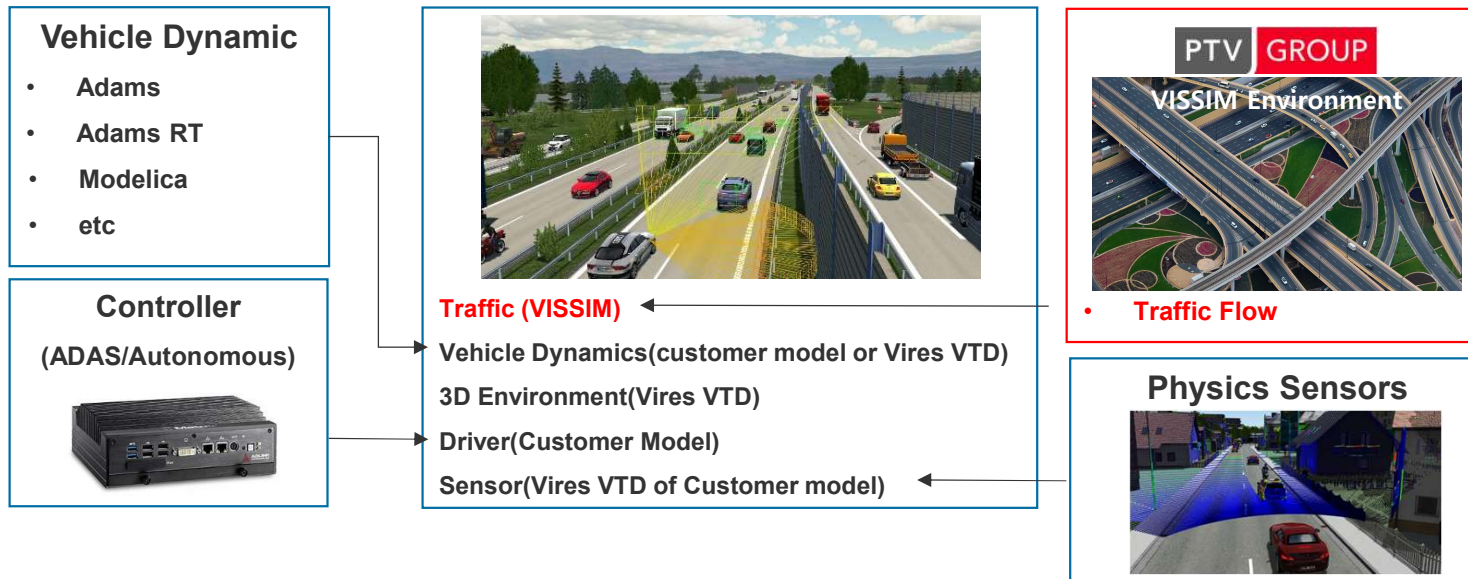 Vehicle Dynamic
• Adams
• Adams RT
• Modelica
• etc
Controller
(ADAS/Autonomous)
Traffic (VISSIM)
Vehicle Dynamics(customer model or Vires VTD)
3D Environment(Vires VTD)
Driver(Customer Model)
Sensor(Vires VTD of Customer model)
PTV GROUP
VISSIM Environment
• Traffic Flow
Physics Sensors